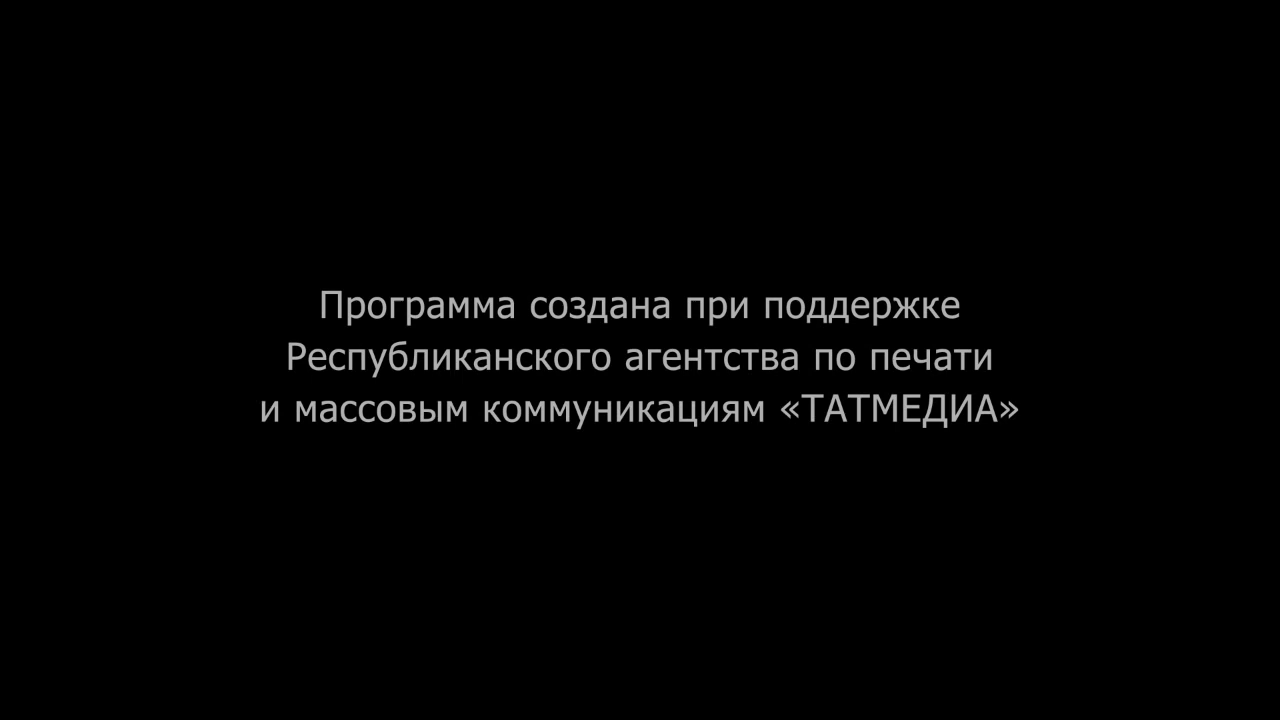 Программа создана при поддержке
Республиканского агентства по печати
и массовым коммуникациям «ТАТМЕДИА»